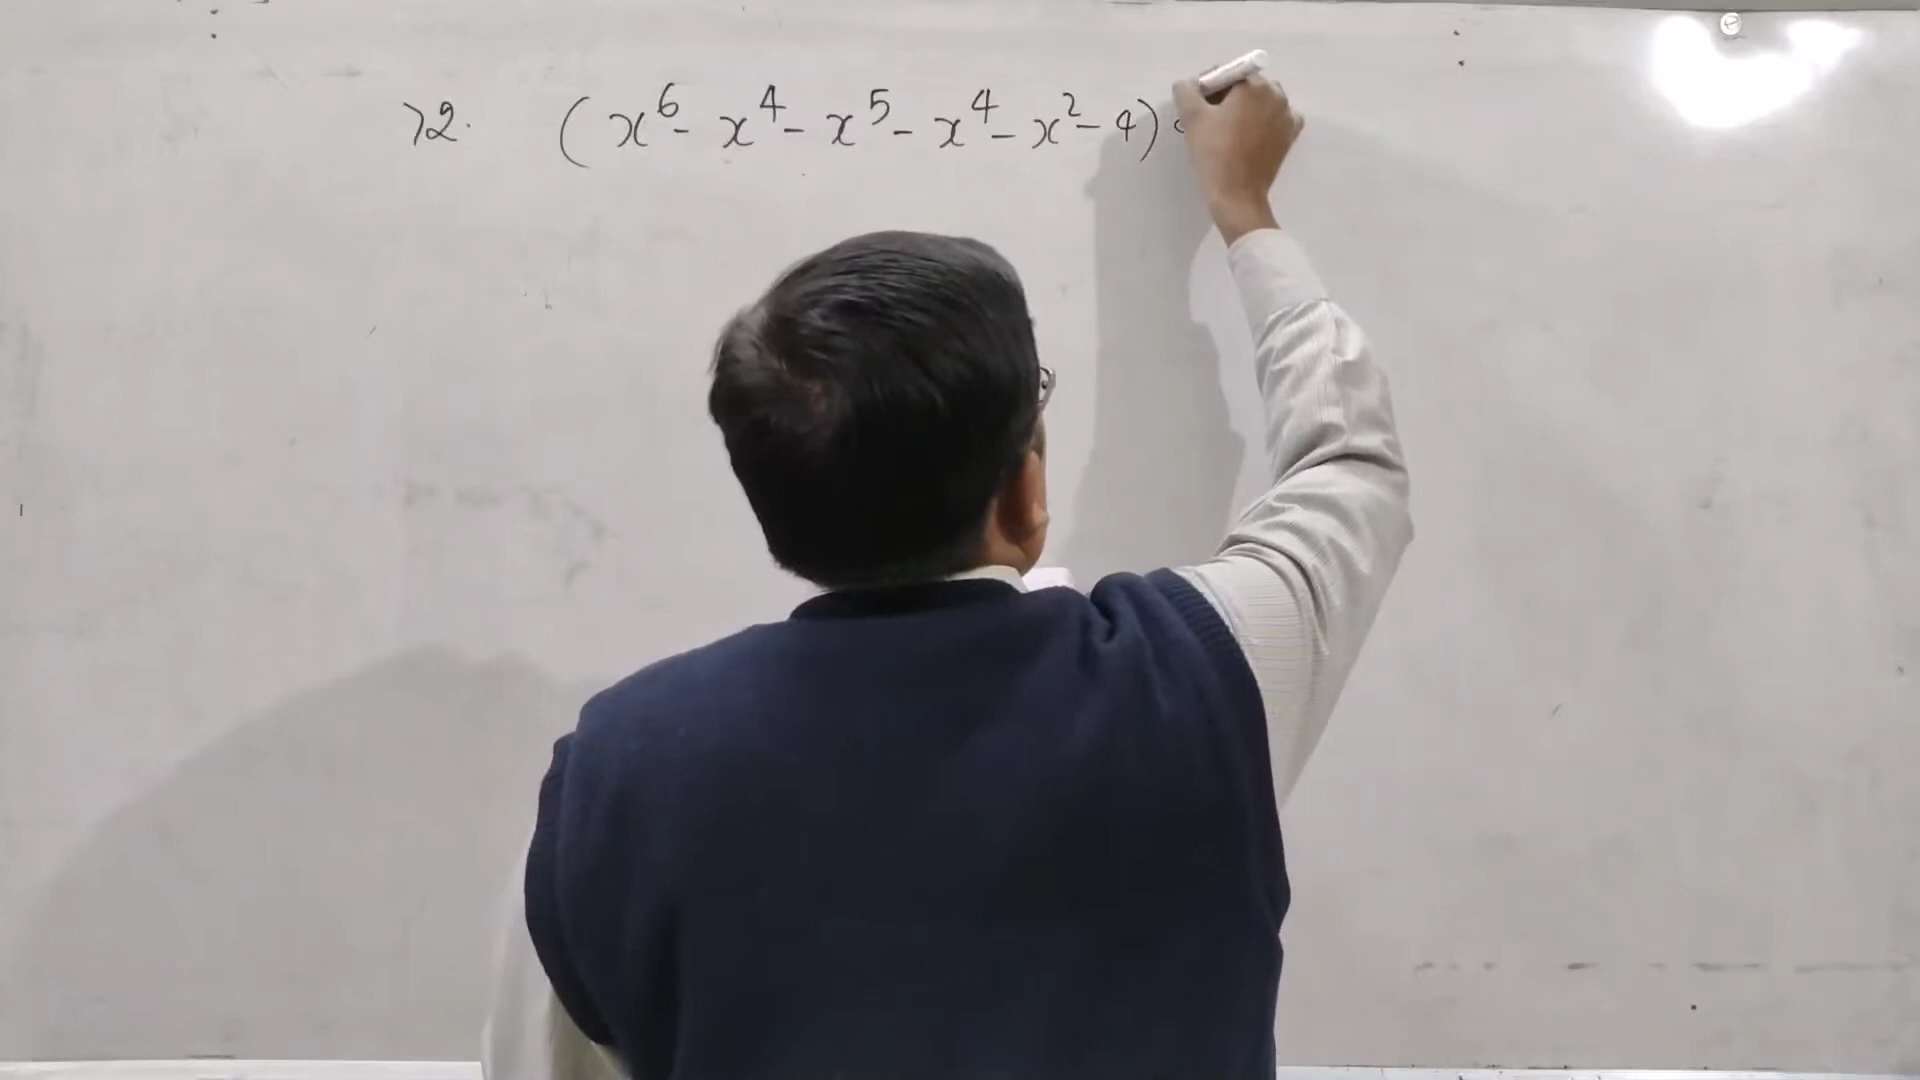 72. (x⁶ - x⁴ - x⁵ - x⁴ - x² - 4)